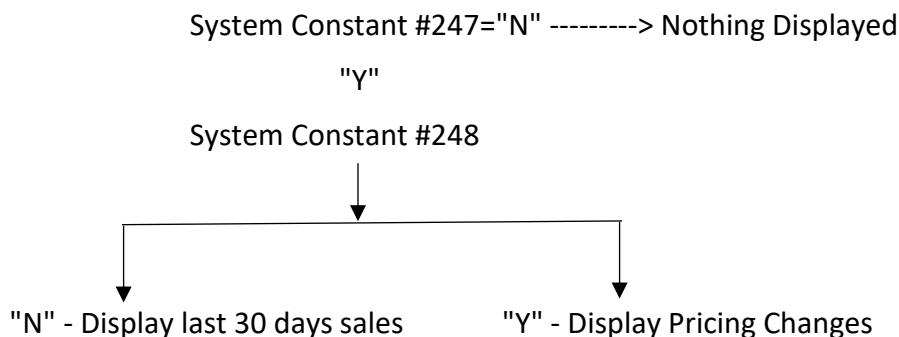 System Constant #247="N" ---------> Nothing Displayed
"Y"
System Constant #248
"N" - Display last 30 days sales
"Y" - Display Pricing Changes